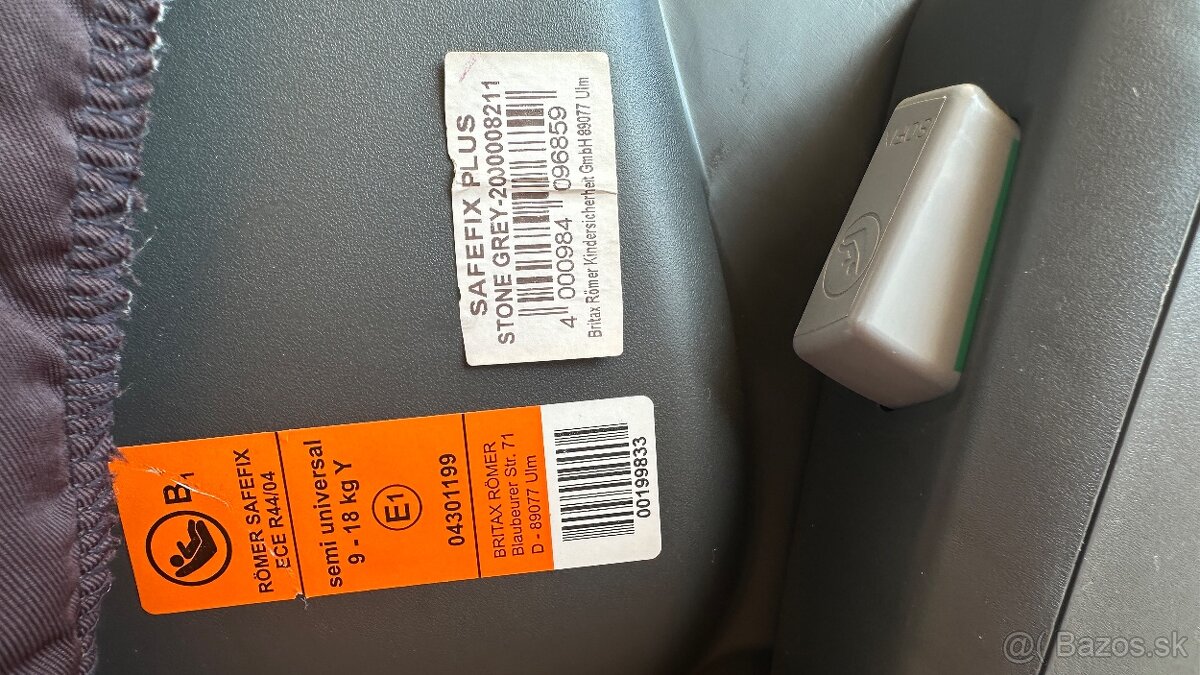 SAFEFIX PLUS
STONE GREY-2000008211
4 000984 096859
Britax Römer Kindersicherheit GmbH 89077 Ulm
B1
RÖMER SAFEFIX
ECE R44/04
semi universal
9 - 18 kg Y
E1
04301199
BRITAX RÖMER
Blaubeurer Str. 71
D - 89077 Ulm
00199833
@( Bazos.sk